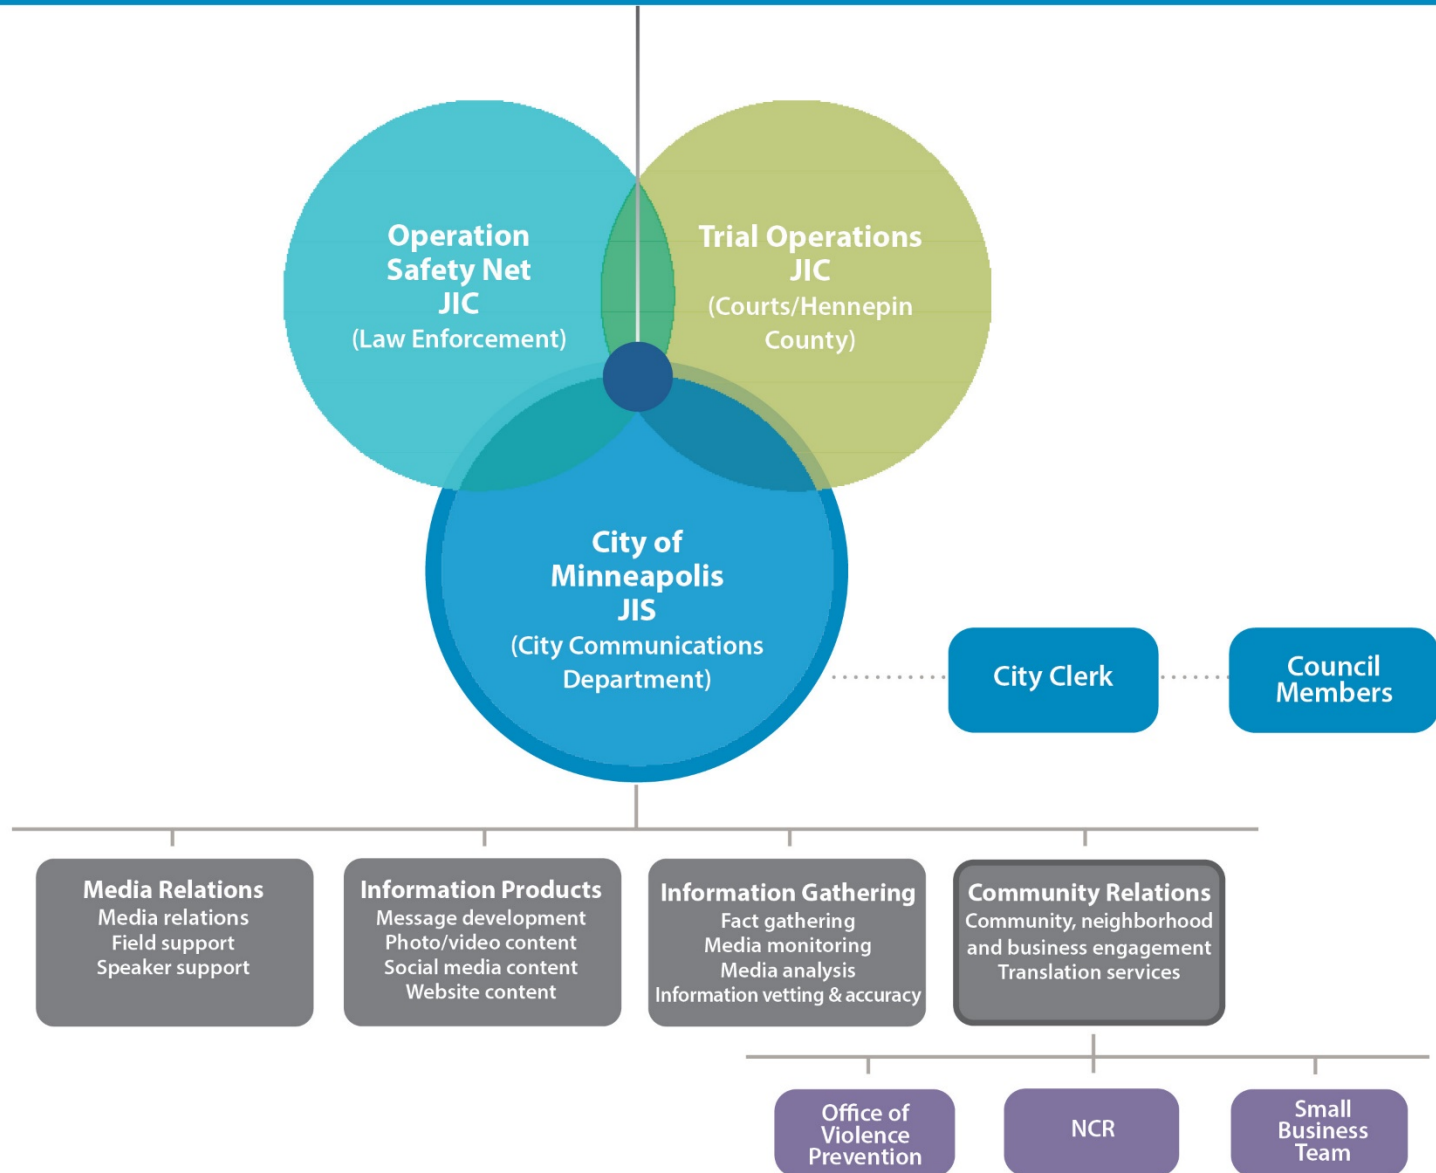 Operation
Safety Net
JIC
(Law Enforcement)
Trial Operations
JIC
(Courts/Hennepin
County)
City of
Minneapolis
JIS
(City Communications
Department)
City Clerk
Council
Members
Media Relations
Media relations
Field support
Speaker support
Information Products
Message development
Photo/video content
Social media content
Website content
Information Gathering
Fact gathering
Media monitoring
Media analysis
Information vetting & accuracy
Community Relations
Community, neighborhood
and business engagement
Translation services
Office of
Violence
Prevention
NCR
Small
Business
Team